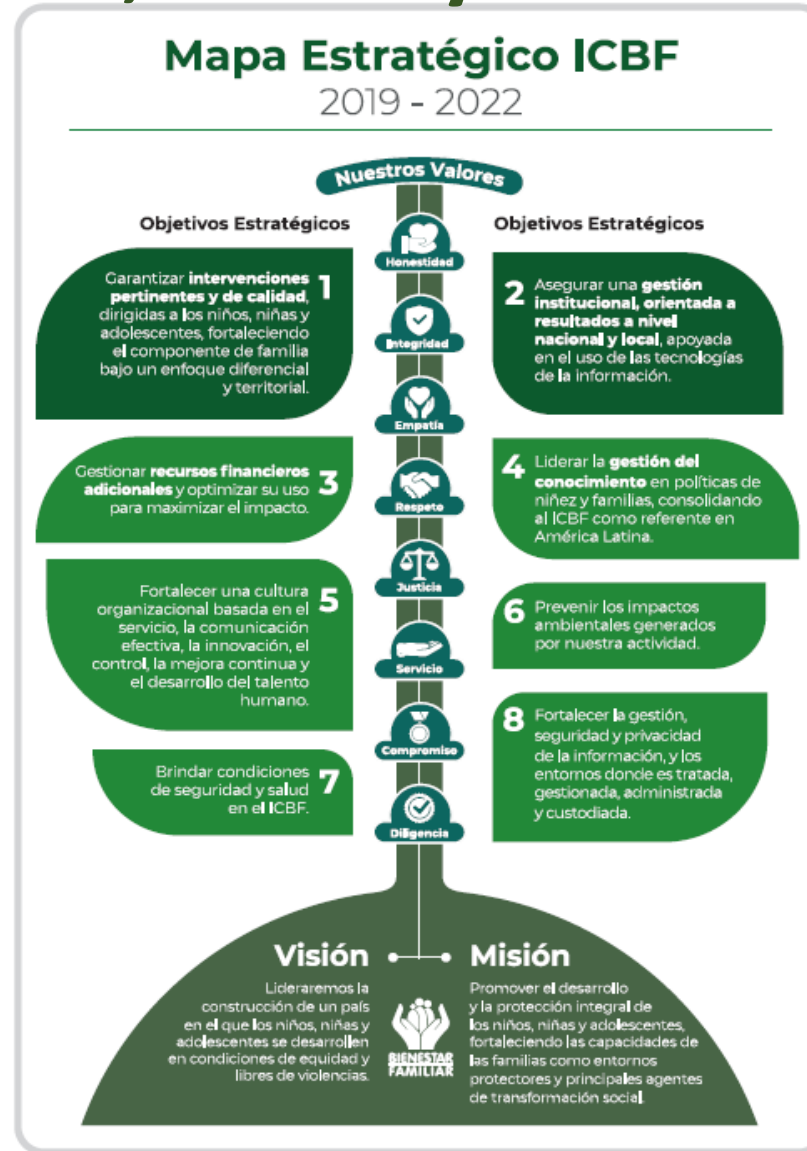 Mapa Estratégico ICBF
2019 - 2022
Nuestros Valores
Objetivos Estratégicos
Objetivos Estratégicos
Honestidad
1
Garantizar intervenciones
pertinentes y de calidad,
dirigidas a los niños, niñas y
adolescentes, fortaleciendo
el componente de familia
bajo un enfoque diferencial
y territorial.
2
Asegurar una gestión
institucional, orientada a
resultados a nivel
nacional y local, apoyada
en el uso de las tecnologías
de la información.
Integridad
Empatía
3
Gestionar recursos financieros
adicionales y optimizar su uso
para maximizar el impacto.
4
Liderar la gestión del
conocimiento en políticas de
niñez y familias, consolidando
al ICBF como referente en
América Latina.
Respeto
Justicia
5
Fortalecer una cultura
organizacional basada en el
servicio, la comunicación
efectiva, la innovación, el
control, la mejora continua y
el desarrollo del talento
humano.
6
Prevenir los impactos
ambientales generados
por nuestra actividad.
Servicio
Compromiso
7
Brindar condiciones
de seguridad y salud
en el ICBF.
8
Fortalecer la gestión,
seguridad y privacidad
de la información, y los
entornos donde es tratada,
gestionada, administrada
y custodiada.
Diligencia
Visión
Lideraremos la
construcción de un país
en el que los niños, niñas y
adolescentes se desarrollen
en condiciones de equidad y
libres de violencias.
BIENESTAR
FAMILIAR
Misión
Promover el desarrollo
y la protección integral de
los niños, niñas y adolescentes,
fortaleciendo las capacidades de
las familias como entornos
protectores y principales agentes
de transformación social.